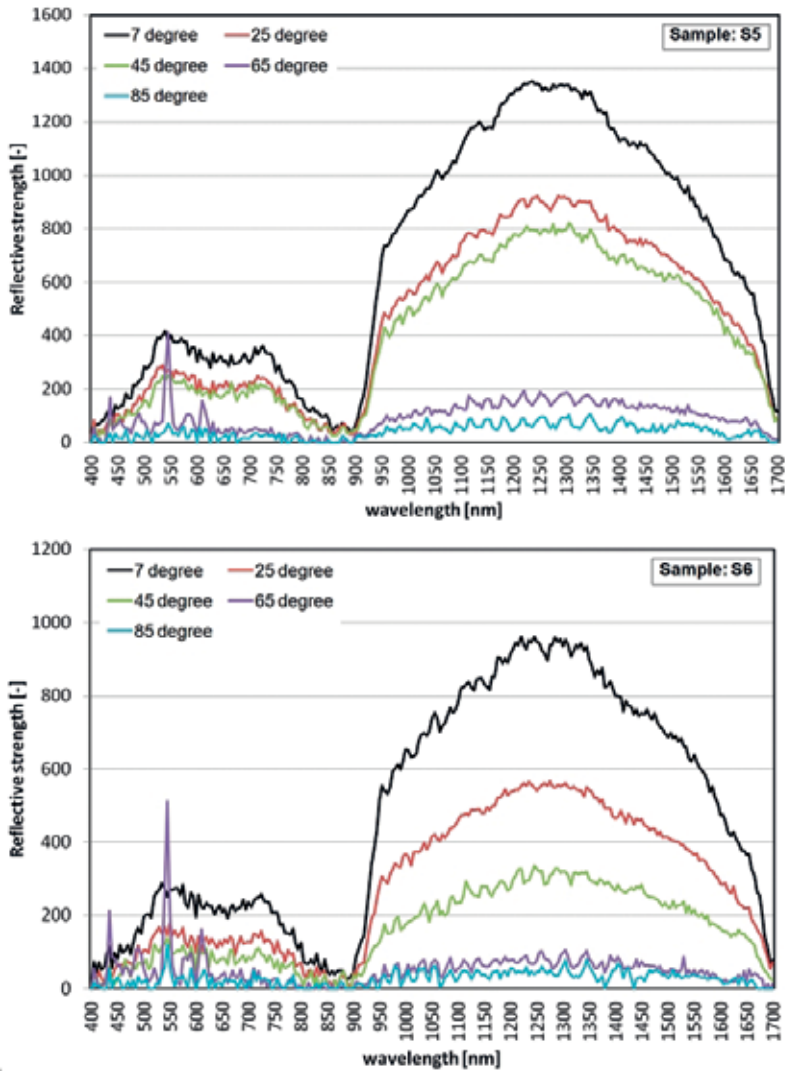 1600
1400
1200
1000
800
600
400
200
0
Reflectivestrength [-]
7 degree 25 degree
45 degree 65 degree
85 degree
Sample: S5
400 450 500 550 600 650 700 750 800 850 900 950 1000 1050 1100 1150 1200 1250 1300 1350 1400 1450 1500 1550 1600 1650 1700
wavelength [nm]
1200
1000
800
600
400
200
0
Reflective strength [-]
7 degree 25 degree
45 degree 65 degree
85 degree
Sample: S6
400 450 500 550 600 650 700 750 800 850 900 950 1000 1050 1100 1150 1200 1250 1300 1350 1400 1450 1500 1550 1600 1650 1700
wavelength [nm]